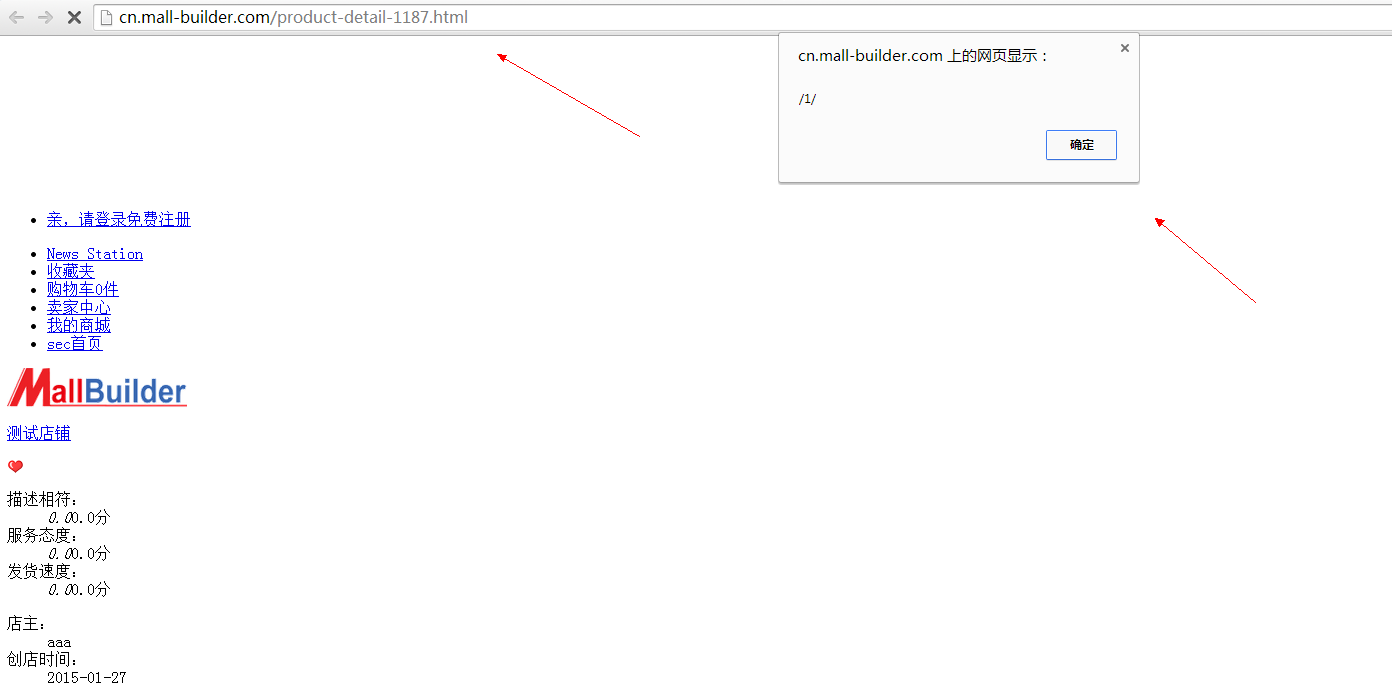 cn.mall-builder.com/product-detail-1187.html
cn.mall-builder.com 上的网页显示：
/1/
确定
亲，请登录免费注册
News Station
收藏夹
购物车0件
卖家中心
我的商城
sec首页
MallBuilder
测试店铺
描述相符：
0.00.0分
服务态度：
0.00.0分
发货速度：
0.00.0分
店主：
aaa
创店时间：
2015-01-27